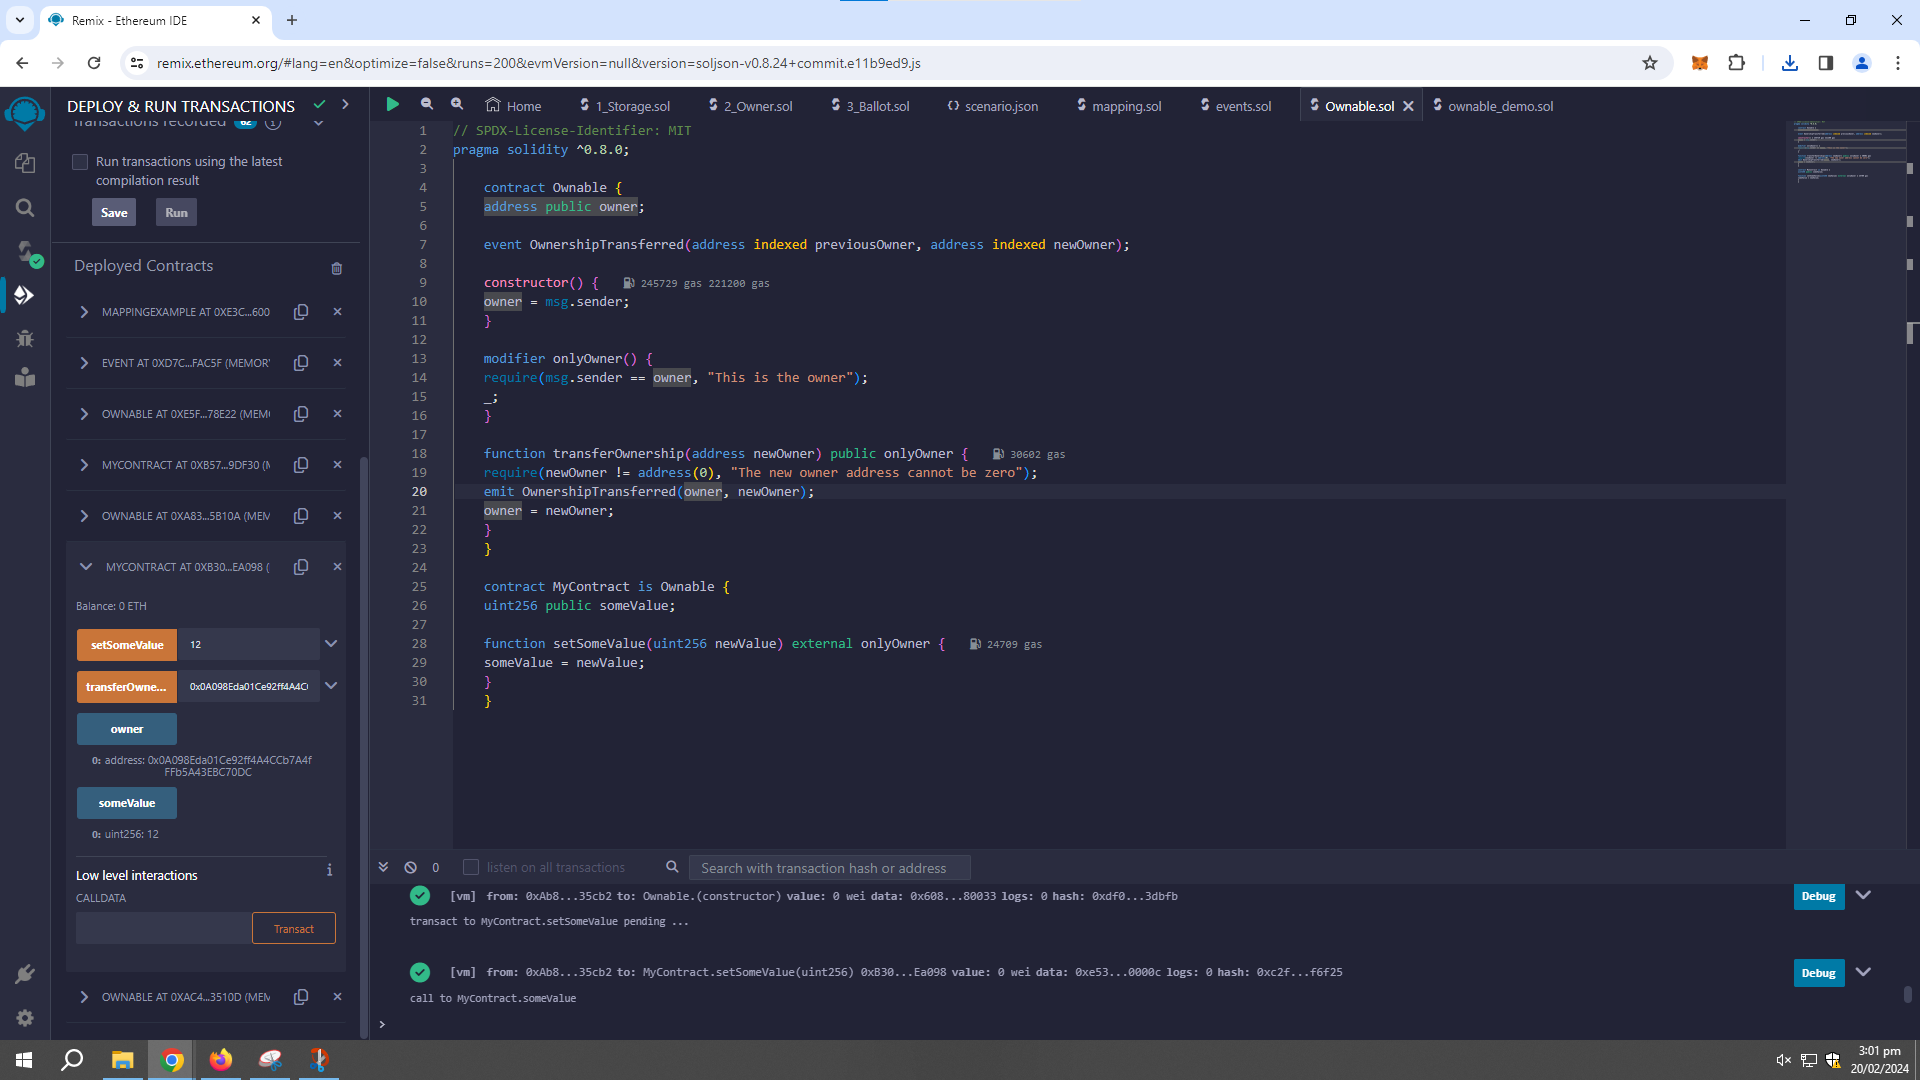 Remix - Ethereum IDE
remix.ethereum.org/#lang=en&optimize=false&runs=200&evmVersion=null&version=soljson-v0.8.24+commit.e11b9ed9.js
DEPLOY & RUN TRANSACTIONS
Transactions recorded 62 i
Run transactions using the latest
compilation result
Save
Run
Deployed Contracts
MAPPINGEXAMPLE AT 0XE3C...600
EVENT AT 0XD7C...FAC5F (MEMOR
OWNABLE AT 0XE5F...78E22 (MEM
MYCONTRACT AT 0XB57...9DF30 (
OWNABLE AT 0XA83...5B10A (MEM
MYCONTRACT AT 0XB30...EA098 (
Balance: 0 ETH
setSomeValue 12
transferOwne... 0x0A098Eda01Ce92ff4A4C
owner
0: address: 0x0A098Eda01Ce92ff4A4CCb7A4f
FFb5A43EBC70DC
someValue
0: uint256: 12
Low level interactions
i
CALLDATA
Transact
OWNABLE AT 0XAC4...3510D (MEM
Home
1_Storage.sol
2_Owner.sol
3_Ballot.sol
scenario.json
mapping.sol
events.sol
Ownable.sol
ownable_demo.sol
1 // SPDX-License-Identifier: MIT
2 pragma solidity ^0.8.0;
3
4 contract Ownable {
5 address public owner;
6
7 event OwnershipTransferred(address indexed previousOwner, address indexed newOwner);
8
9 constructor() { 245729 gas 221200 gas
10 owner = msg.sender;
11 }
12
13 modifier onlyOwner() {
14 require(msg.sender == owner, "This is the owner");
15 _;
16 }
17
18 function transferOwnership(address newOwner) public onlyOwner { 30602 gas
19 require(newOwner != address(0), "The new owner address cannot be zero");
20 emit OwnershipTransferred(owner, newOwner);
21 owner = newOwner;
22 }
23 }
24
25 contract MyContract is Ownable {
26 uint256 public someValue;
27
28 function setSomeValue(uint256 newValue) external onlyOwner { 24709 gas
29 someValue = newValue;
30 }
31 }
0
listen on all transactions
Search with transaction hash or address
[vm] from: 0xAb8...35cb2 to: Ownable.(constructor) value: 0 wei data: 0x608...80033 logs: 0 hash: 0xdf0...3dbfb
Debug
transact to MyContract.setSomeValue pending ...
[vm] from: 0xAb8...35cb2 to: MyContract.setSomeValue(uint256) 0xB30...Ea098 value: 0 wei data: 0xe53...0000c logs: 0 hash: 0xc2f...f6f25
Debug
call to MyContract.someValue
>
3:01 pm
20/02/2024